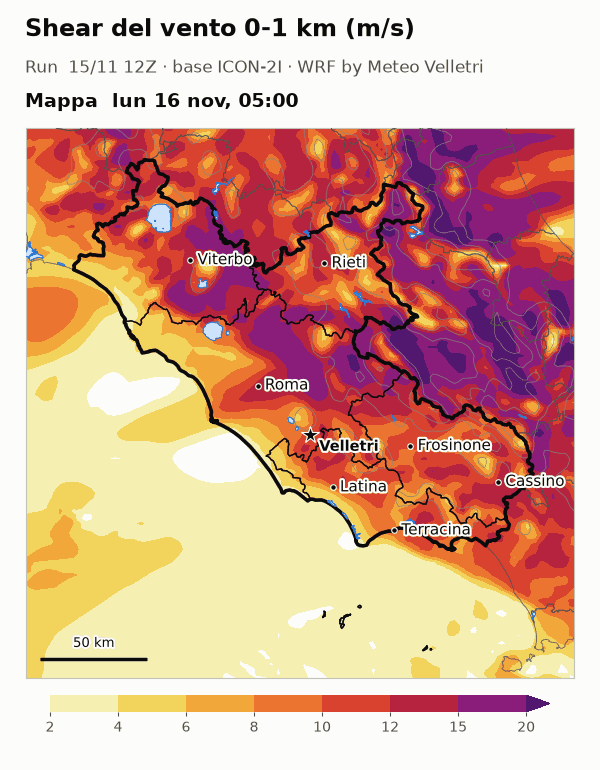 Shear del vento 0-1 km (m/s)
Run  15/11 12Z · base ICON-2I · WRF by Meteo Velletri
Mappa  lun 16 nov, 05:00
Viterbo
Rieti
Roma
Velletri
Frosinone
Cassino
Latina
Terracina
50 km
2 4 6 8 10 12 15 20